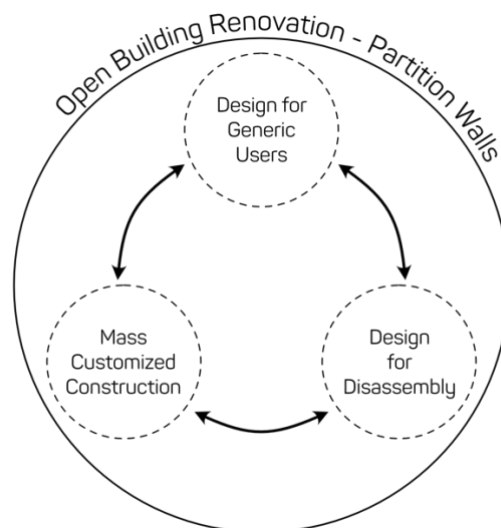 Open Building Renovation - Partition Walls
Design for
Generic
Users
Mass
Customized
Construction
Design
for
Disassembly